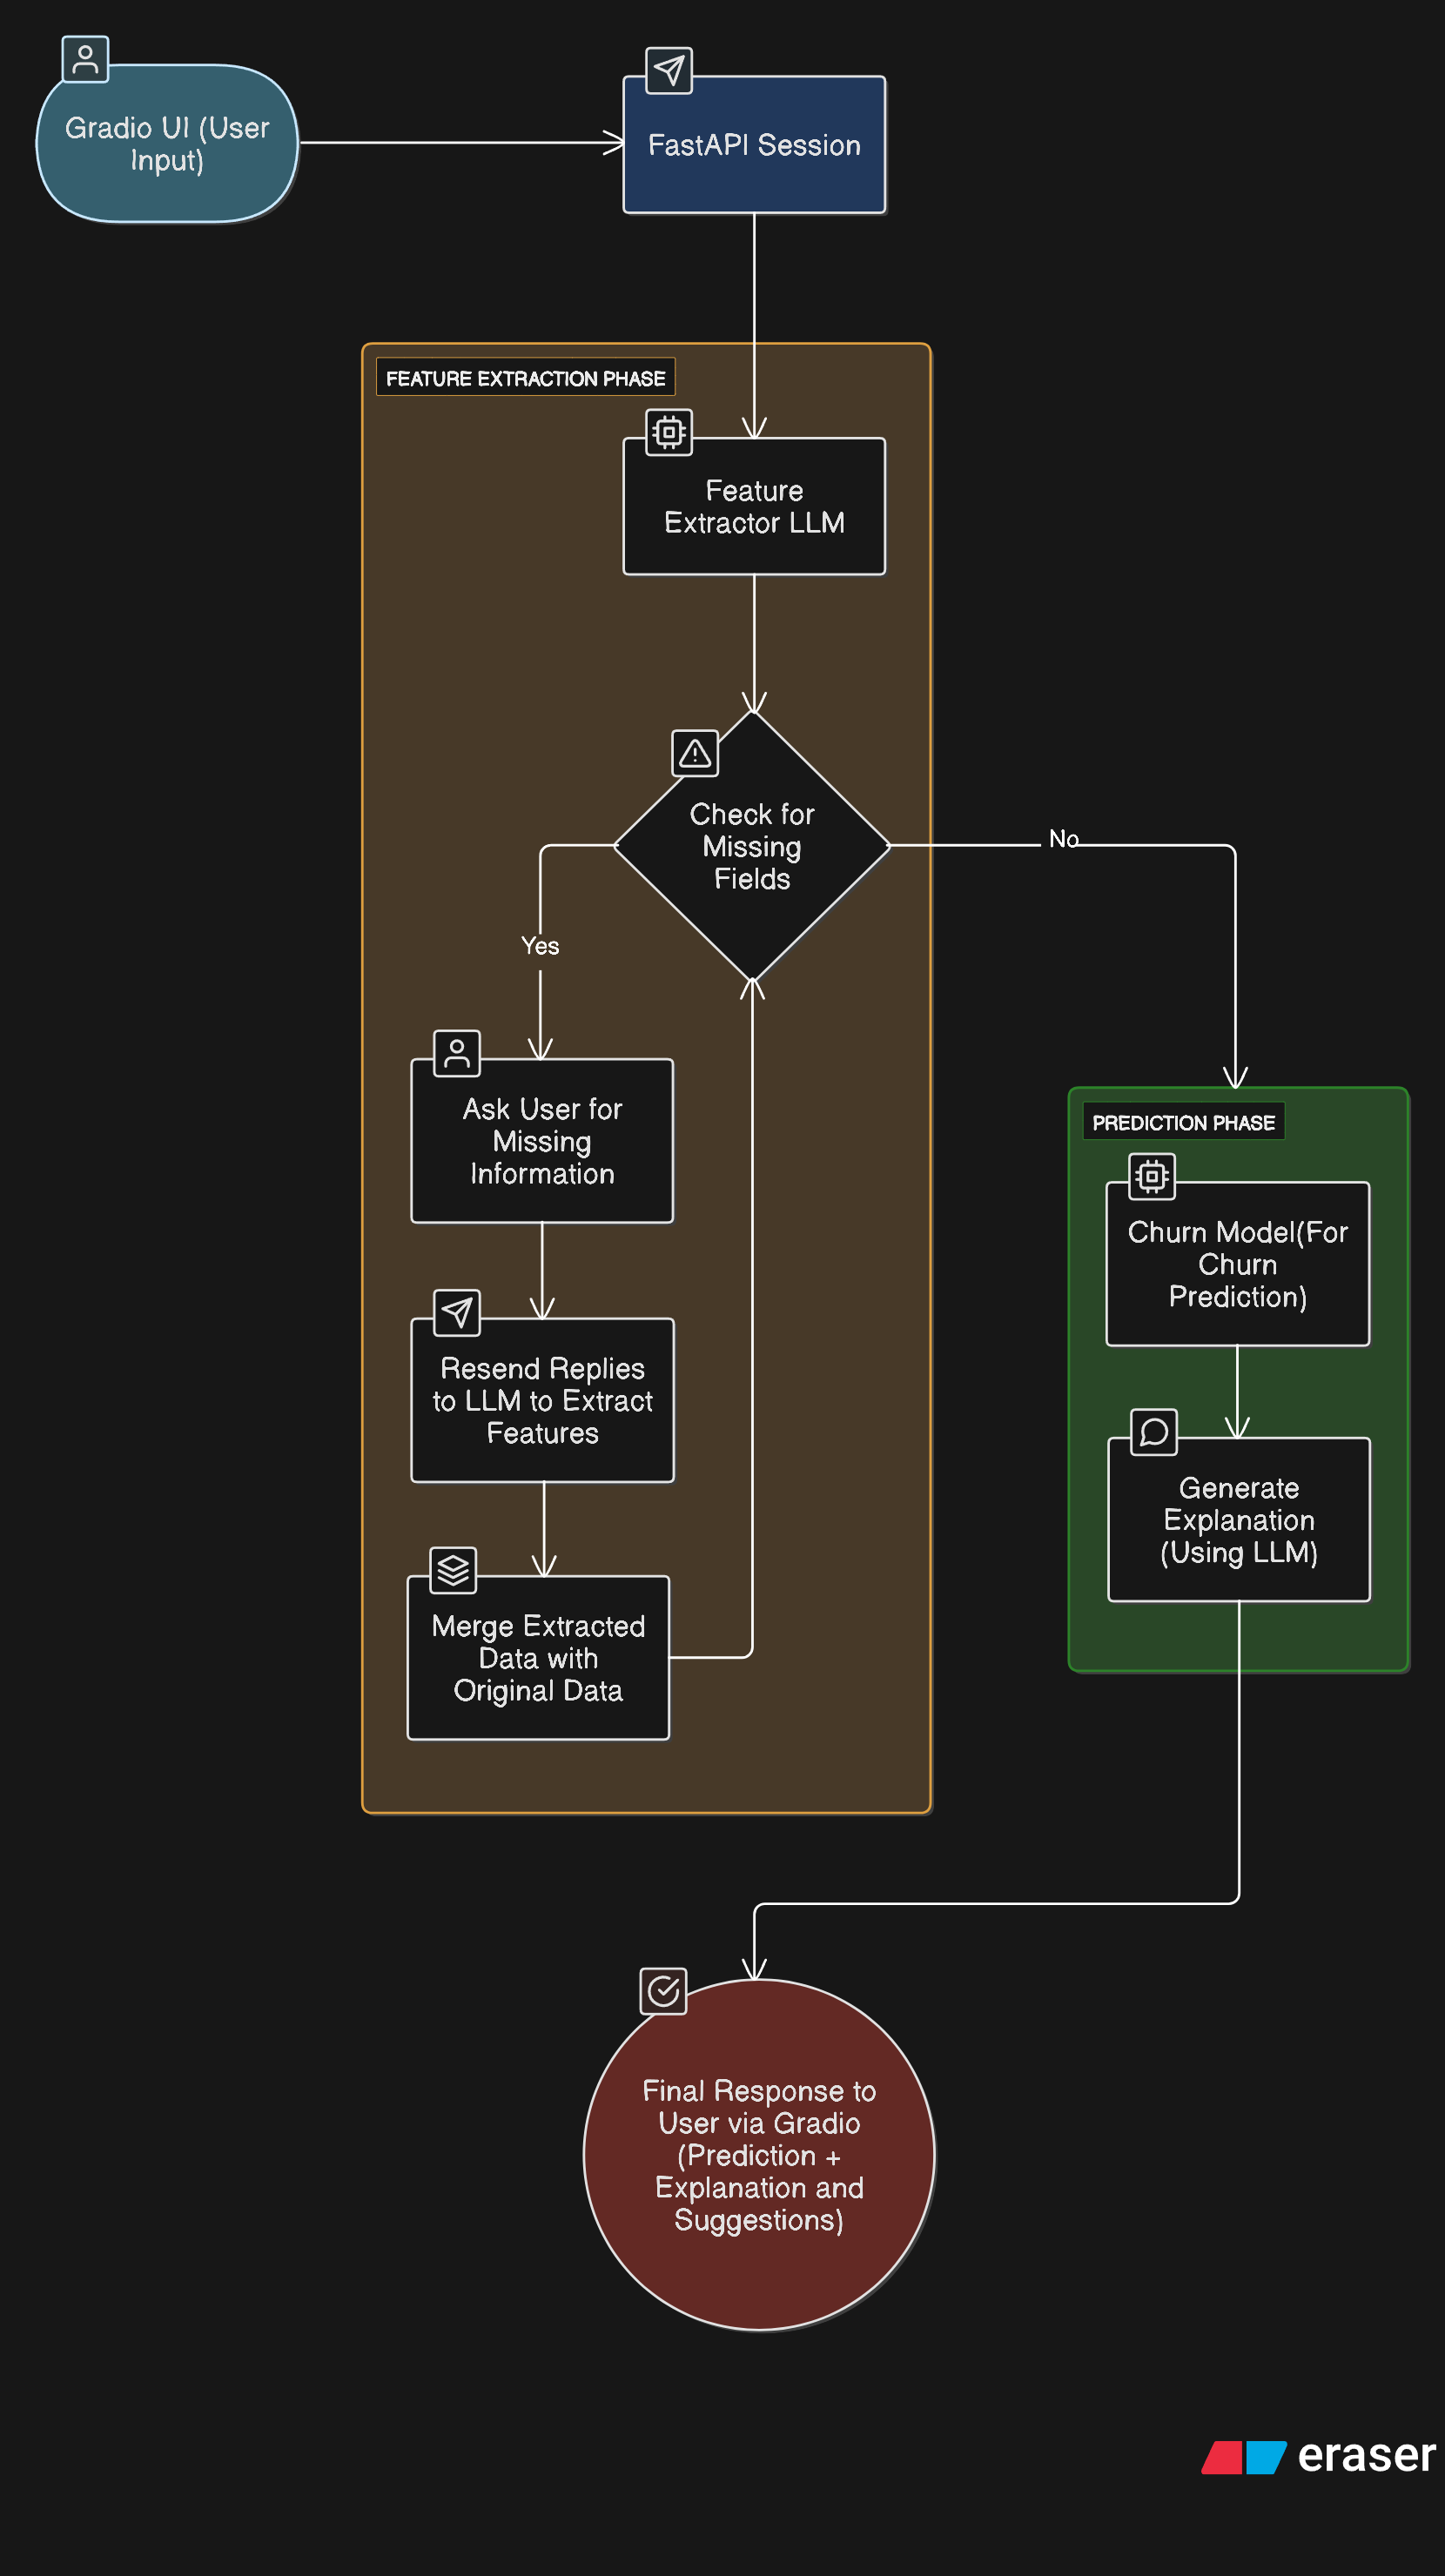 Gradio UI (User
Input)
FastAPI Session
FEATURE EXTRACTION PHASE
Feature
Extractor LLM
Check for
Missing
Fields
No
Yes
Ask User for
Missing
Information
Resend Replies
to LLM to Extract
Features
Merge Extracted
Data with
Original Data
PREDICTION PHASE
Churn Model(For
Churn
Prediction)
Generate
Explanation
(Using LLM)
Final Response to
User via Gradio
(Prediction +
Explanation and
Suggestions)
eraser